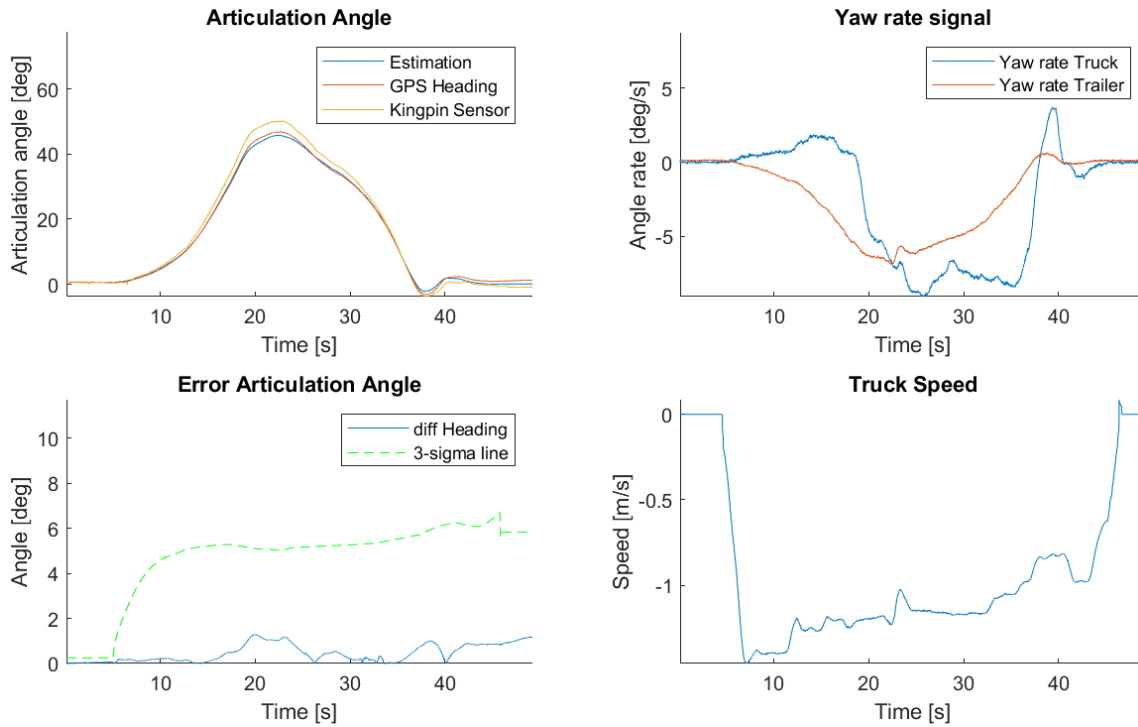 Articulation Angle
Articulation angle [deg]
60
40
20
0
10
20
30
40
Time [s]
Estimation
GPS Heading
Kingpin Sensor
Yaw rate signal
Angle rate [deg/s]
5
0
-5
10
20
30
40
Time [s]
Yaw rate Truck
Yaw rate Trailer
Error Articulation Angle
Angle [deg]
10
8
6
4
2
0
10
20
30
40
Time [s]
diff Heading
3-sigma line
Truck Speed
Speed [m/s]
0
-0.5
-1
10
20
30
40
Time [s]